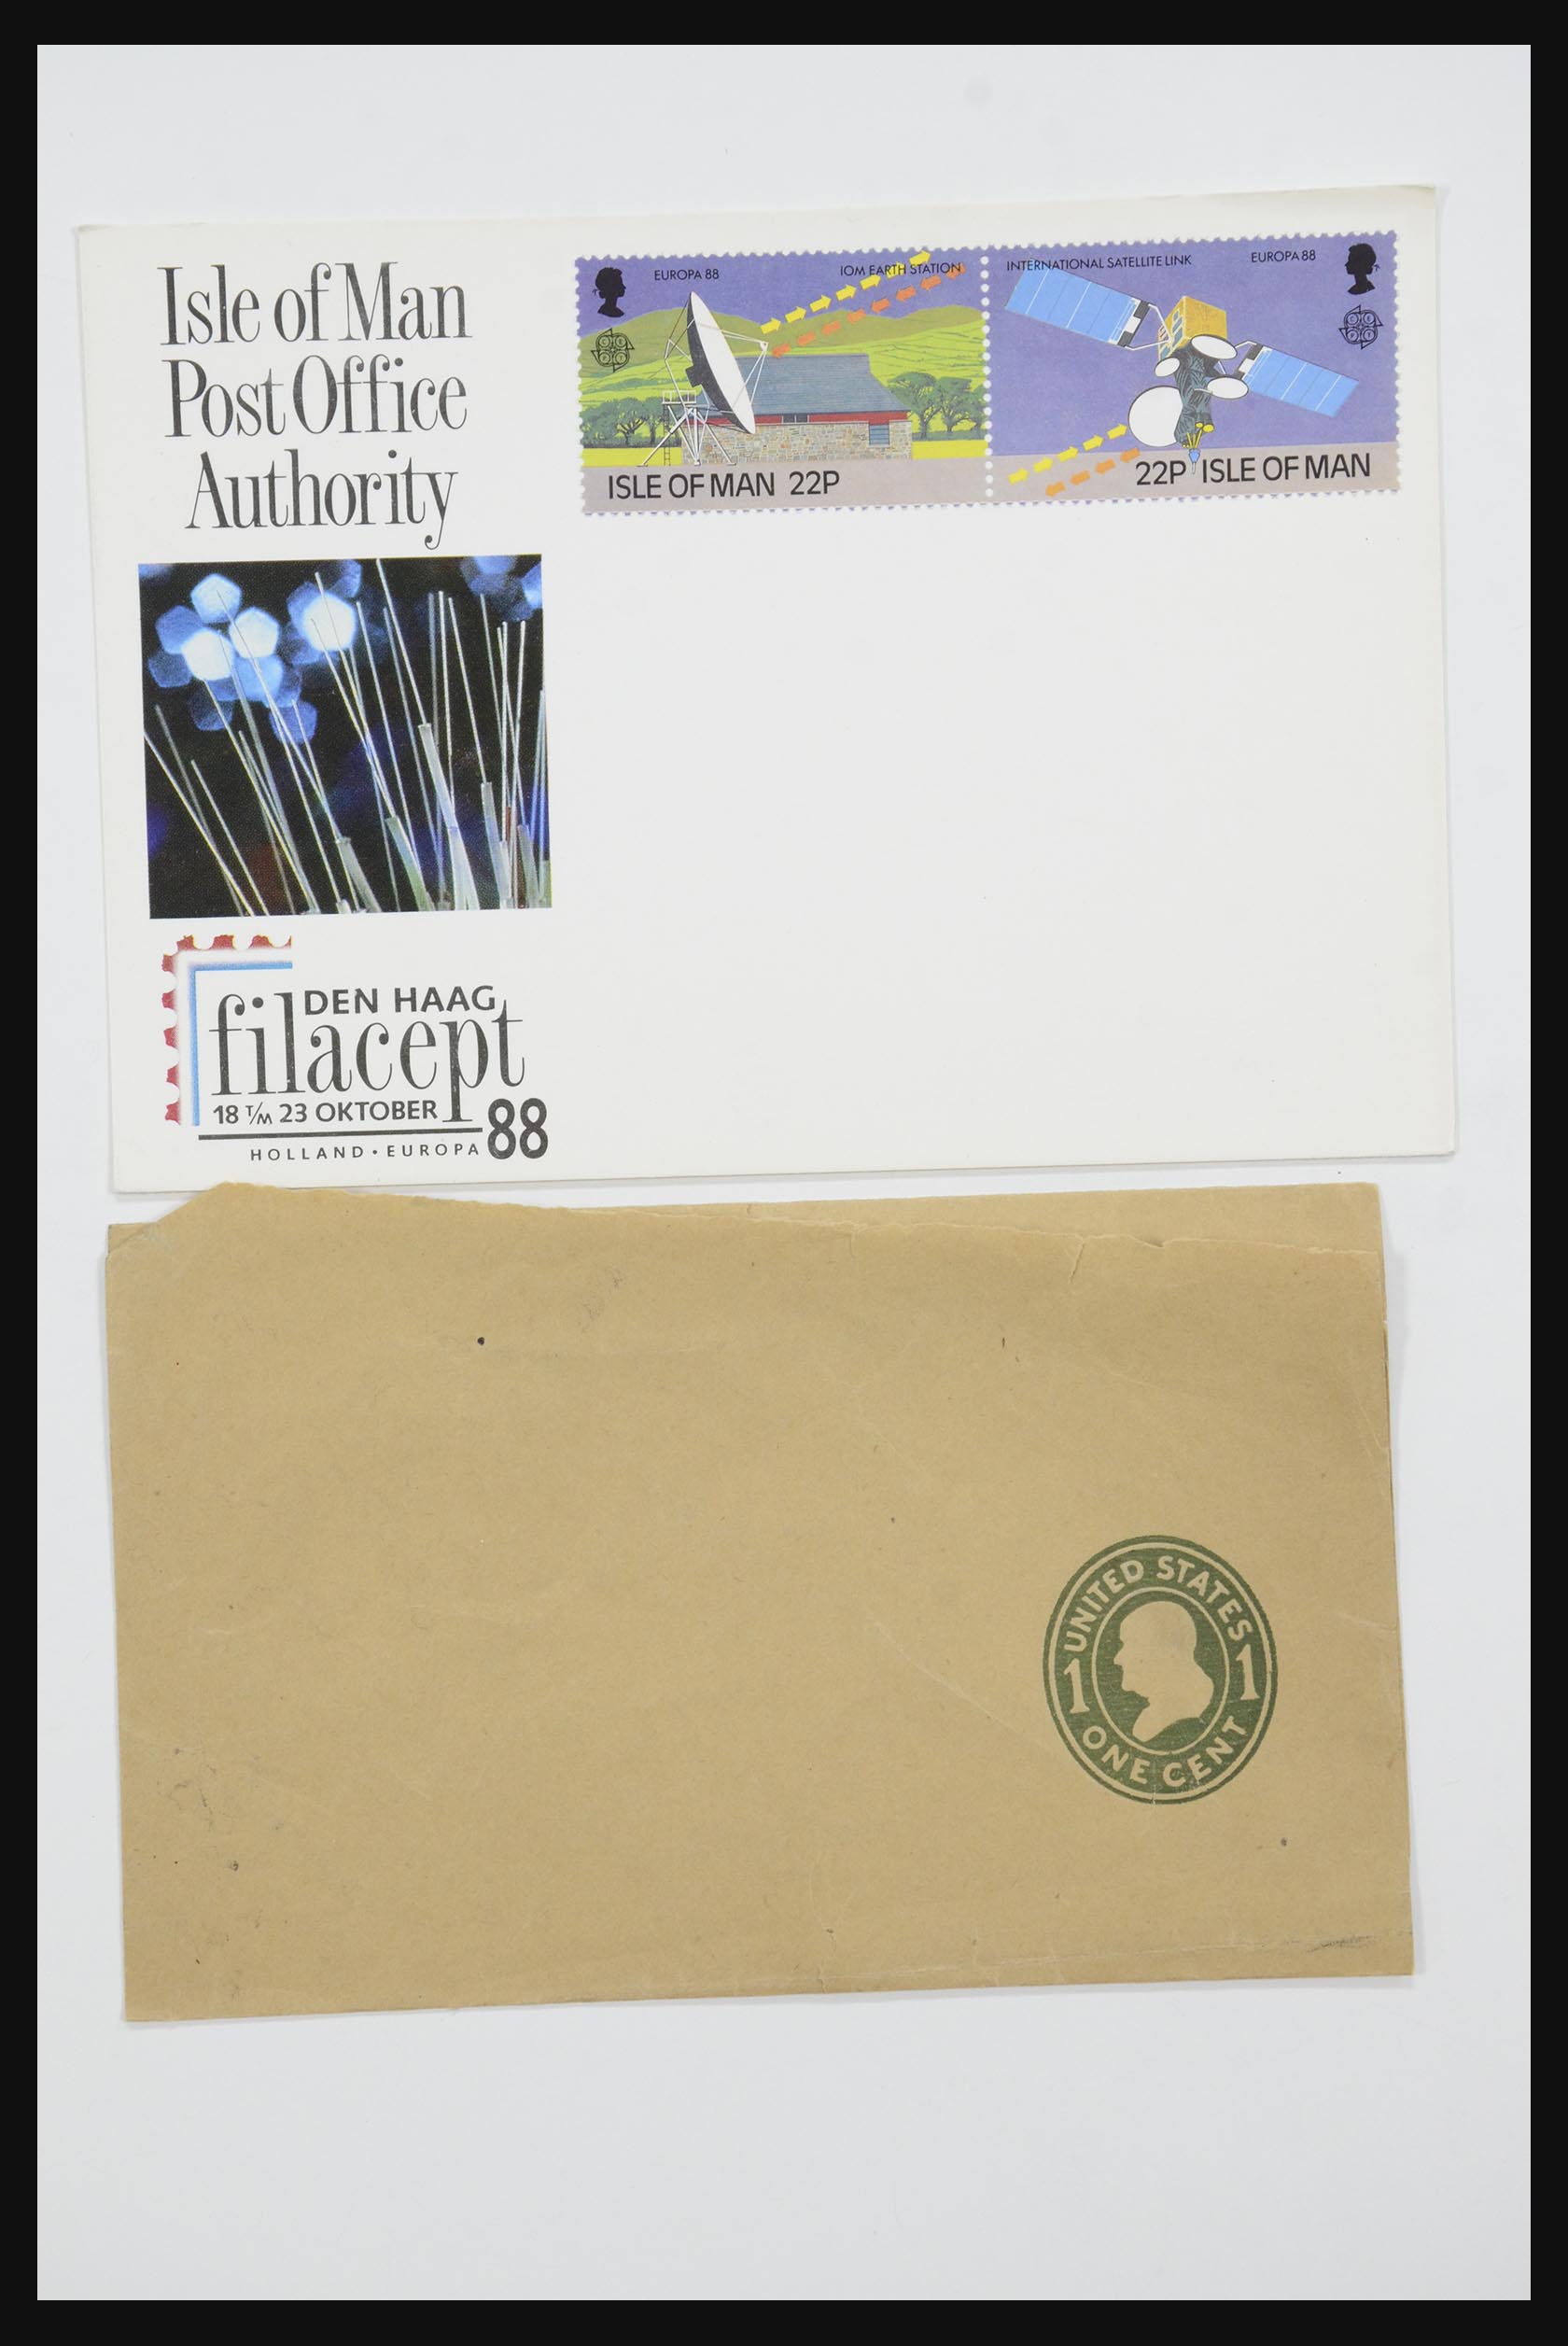 Isle of Man
Post Office
Authority
EUROPA 88
IOM EARTH STATION
ISLE OF MAN 22P
INTERNATIONAL SATELLITE LINK
EUROPA 88
22P ISLE OF MAN
DEN HAAG
filacept
18 T/M 23 OKTOBER
88
HOLLAND • EUROPA
UNITED STATES
1 1
ONE CENT